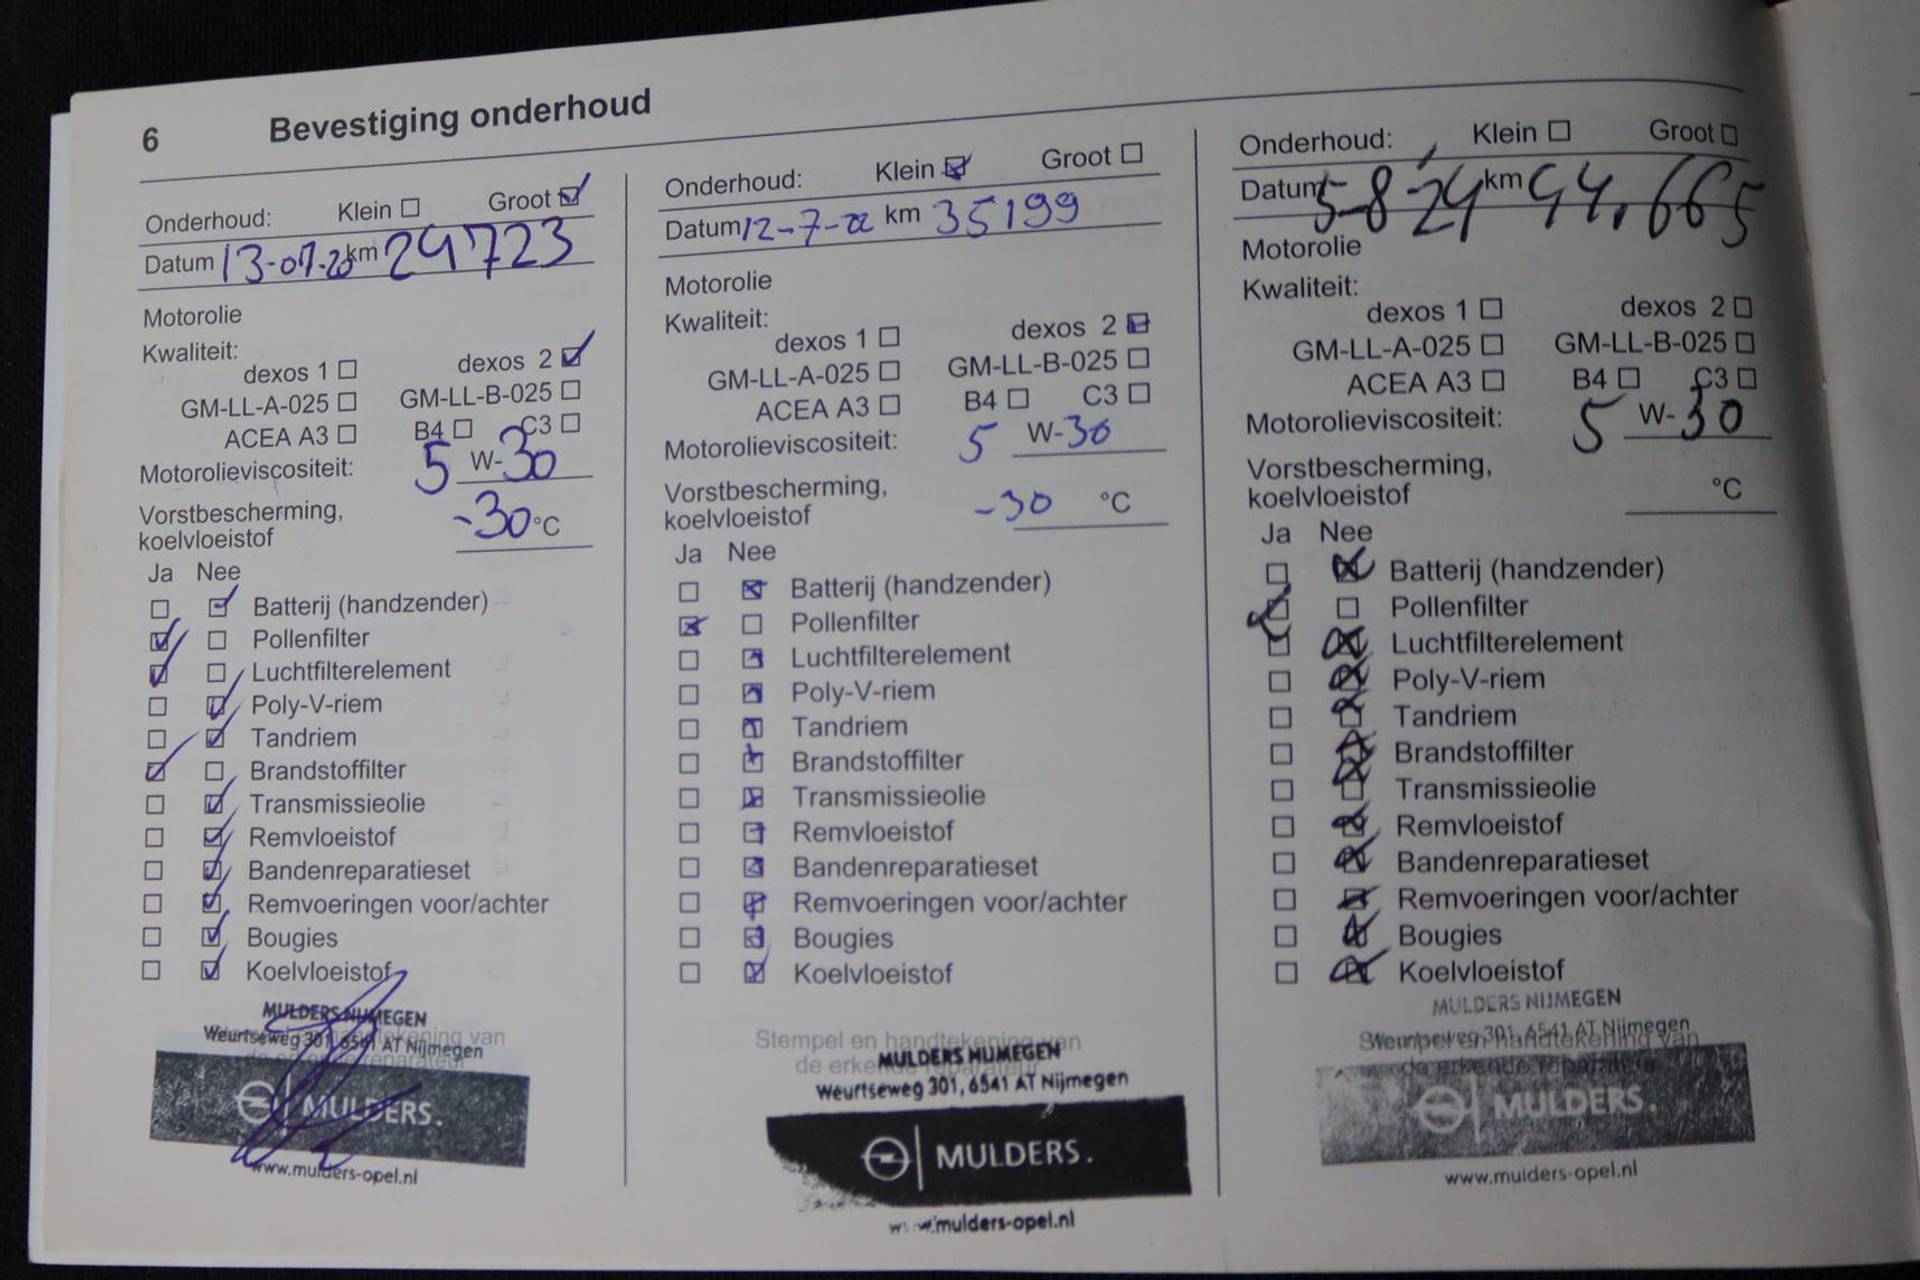 6 Bevestiging onderhoud
Onderhoud: Klein Groot
Datum 13-07-20 km 29723
Motorolie
Kwaliteit:
dexos 1 dexos 2
GM-LL-A-025 GM-LL-B-025
ACEA A3 B4 C3
Motorolieviscositeit: 5 W-30
Vorstbescherming,
koelvloeistof -30 °C
Ja Nee
Batterij (handzender)
Pollenfilter
Luchtfilterelement
Poly-V-riem
Tandriem
Brandstoffilter
Transmissieolie
Remvloeistof
Bandenreparatieset
Remvoeringen voor/achter
Bougies
Koelvloeistof
MULDERS NIJMEGEN
Weurtseweg 301, 6541 AT Nijmegen
MULDERS.
www.mulders-opel.nl
Onderhoud: Klein Groot
Datum 12-7-22 km 35199
Motorolie
Kwaliteit:
dexos 1 dexos 2
GM-LL-A-025 GM-LL-B-025
ACEA A3 B4 C3
Motorolieviscositeit: 5 W-30
Vorstbescherming,
koelvloeistof -30 °C
Ja Nee
Batterij (handzender)
Pollenfilter
Luchtfilterelement
Poly-V-riem
Tandriem
Brandstoffilter
Transmissieolie
Remvloeistof
Bandenreparatieset
Remvoeringen voor/achter
Bougies
Koelvloeistof
Stempel en handtekening van
de erkende reparateur
MULDERS NIJMEGEN
Weurtseweg 301, 6541 AT Nijmegen
MULDERS.
www.mulders-opel.nl
Onderhoud: Klein Groot
Datum 5-8-'24 km 44.665
Motorolie
Kwaliteit:
dexos 1 dexos 2
GM-LL-A-025 GM-LL-B-025
ACEA A3 B4 C3
Motorolieviscositeit: 5 W-30
Vorstbescherming,
koelvloeistof °C
Ja Nee
Batterij (handzender)
Pollenfilter
Luchtfilterelement
Poly-V-riem
Tandriem
Brandstoffilter
Transmissieolie
Remvloeistof
Bandenreparatieset
Remvoeringen voor/achter
Bougies
Koelvloeistof
MULDERS NIJMEGEN
Weurtseweg 301, 6541 AT Nijmegen
MULDERS.
www.mulders-opel.nl